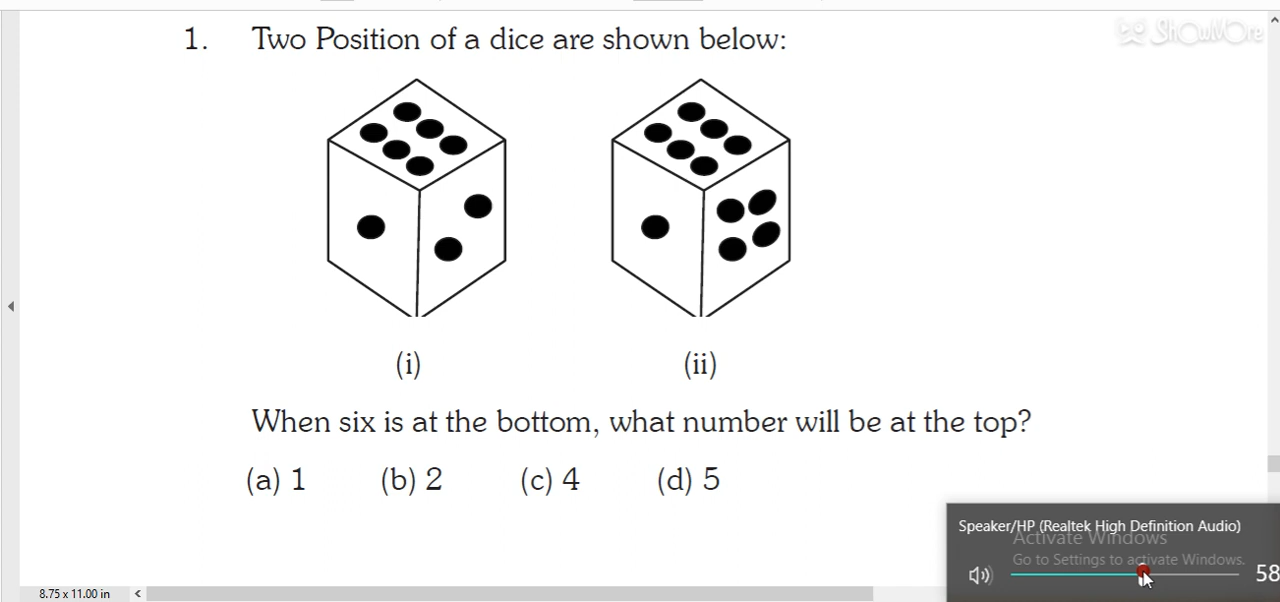 ShowMore
1. Two Position of a dice are shown below:
(i) (ii)
When six is at the bottom, what number will be at the top?
(a) 1 (b) 2 (c) 4 (d) 5
Speaker/HP (Realtek High Definition Audio)
Activate Windows
Go to Settings to activate Windows.
58
8.75 x 11.00 in <